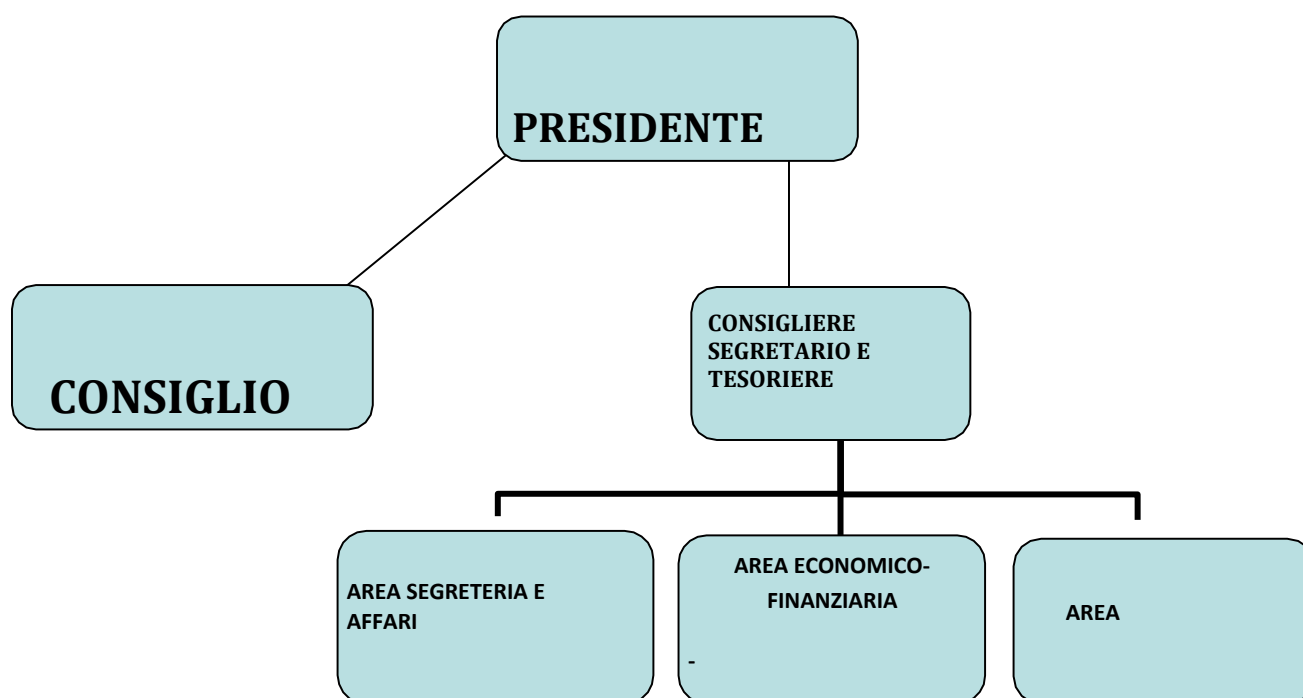 PRESIDENTE
CONSIGLIO
CONSIGLIERE
SEGRETARIO E
TESORIERE
AREA SEGRETERIA E
AFFARI
AREA ECONOMICO-
FINANZIARIA
-
AREA